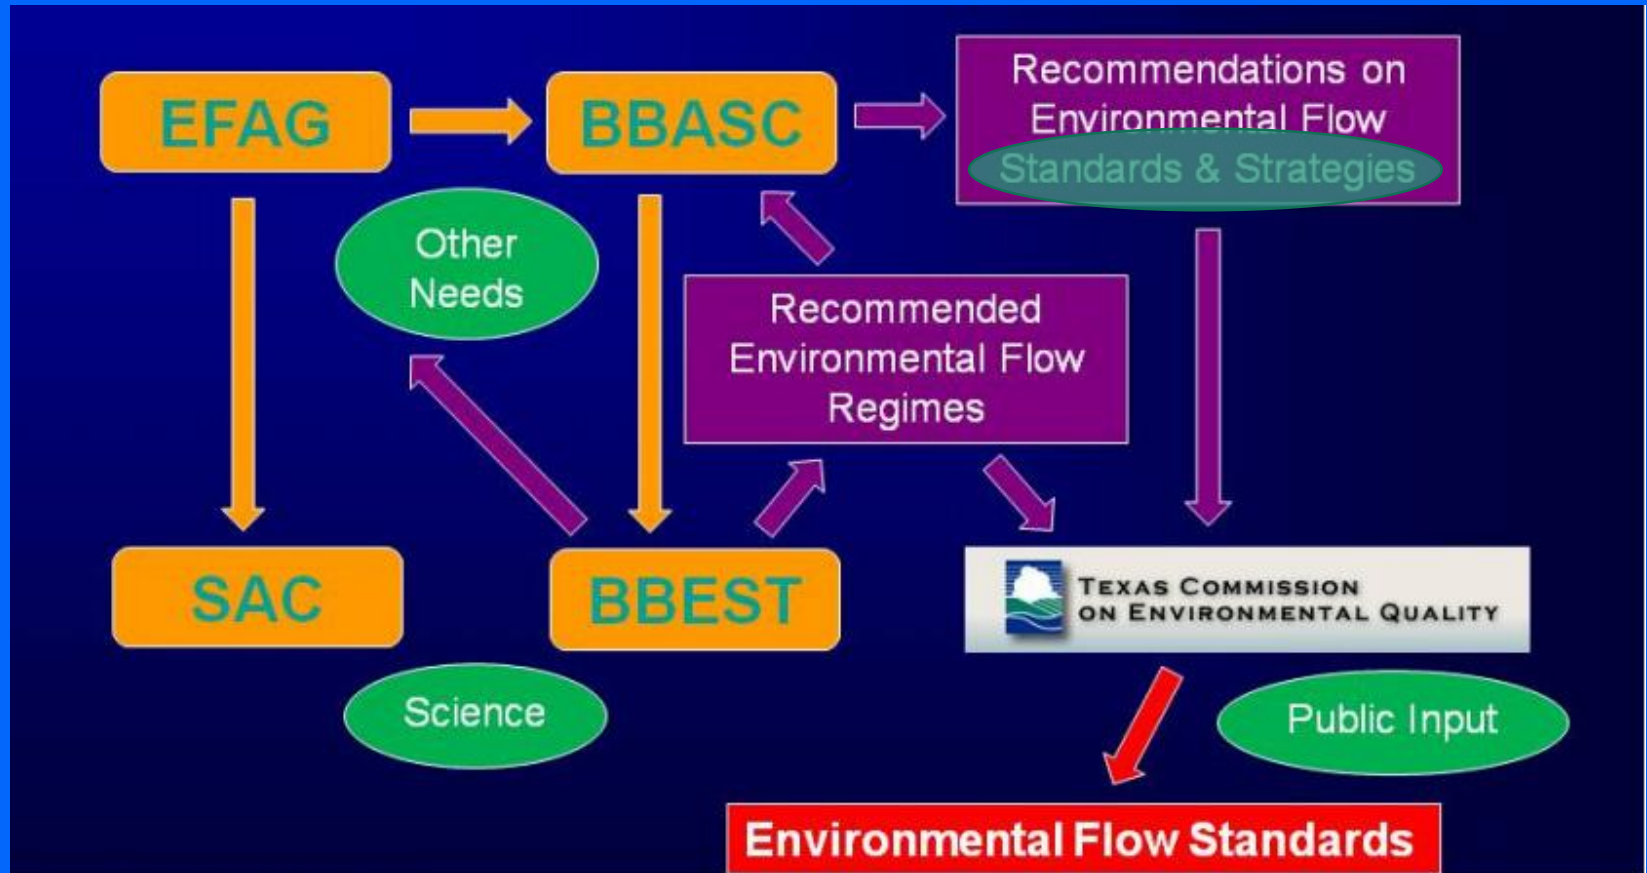 EFAG
BBASC
Recommendations on
Environmental Flow
Standards & Strategies
Other
Needs
Recommended
Environmental Flow
Regimes
SAC
BBEST
TEXAS COMMISSION
ON ENVIRONMENTAL QUALITY
Science
Public Input
Environmental Flow Standards